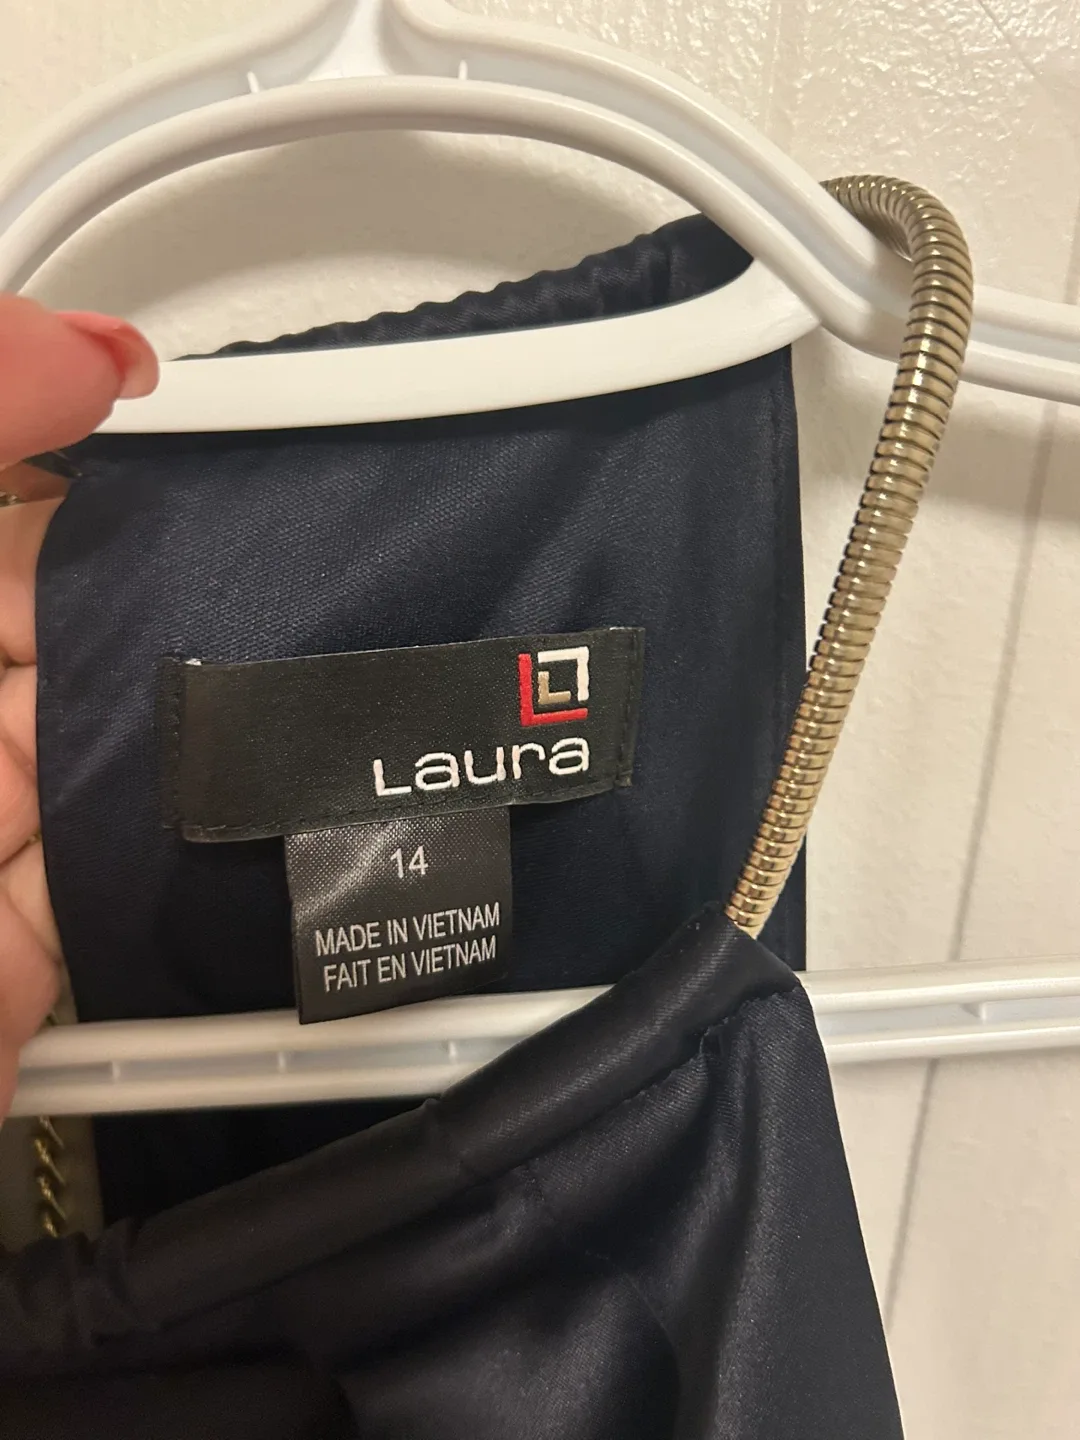 Laura
14
MADE IN VIETNAM
FAIT EN VIETNAM